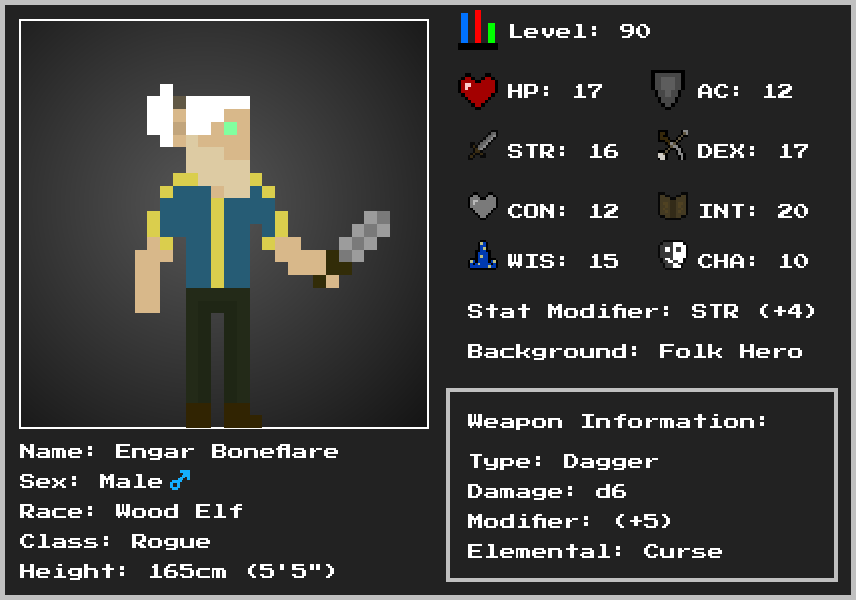 Level: 90
HP: 17
AC: 12
STR: 16
DEX: 17
CON: 12
INT: 20
WIS: 15
CHA: 10
Stat Modifier: STR (+4)
Background: Folk Hero
Weapon Information:
Type: Dagger
Damage: d6
Modifier: (+5)
Elemental: Curse
Name: Engar Boneflare
Sex: Male♂
Race: Wood Elf
Class: Rogue
Height: 165cm (5'5")